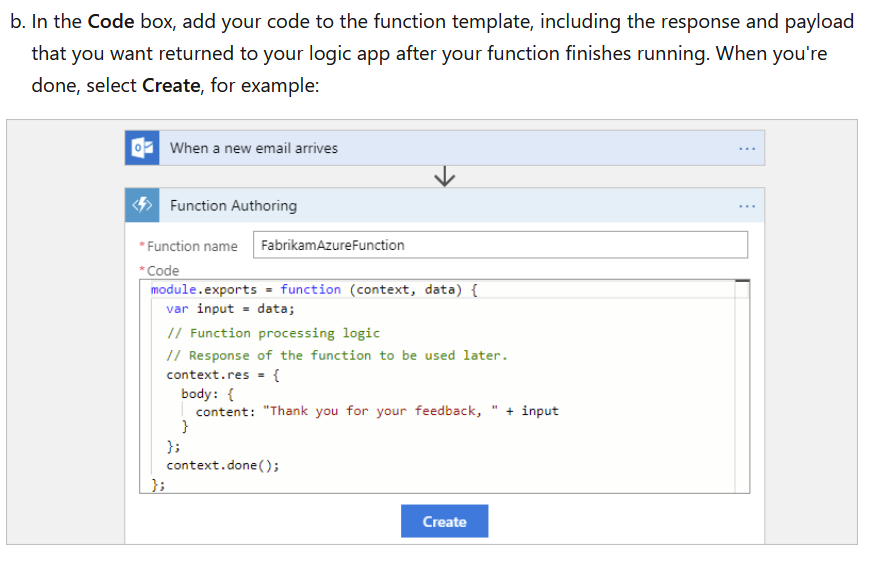 b. In the Code box, add your code to the function template, including the response and payload
that you want returned to your logic app after your function finishes running. When you're
done, select Create, for example:
When a new email arrives
...
Function Authoring
...
*Function name FabrikamAzureFunction
*Code
module.exports = function (context, data) {
var input = data;
// Function processing logic
// Response of the function to be used later.
context.res = {
body: {
content: "Thank you for your feedback, " + input
}
};
context.done();
};
Create